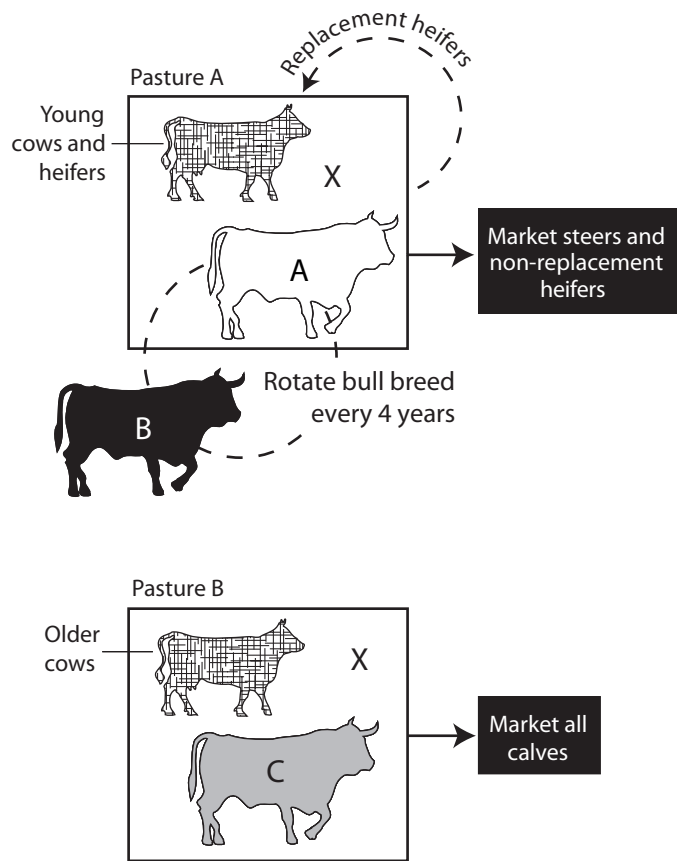 Replacement heifers
Pasture A
Young
cows and
heifers
X
A
Market steers and
non-replacement
heifers
Rotate bull breed
every 4 years
B
Pasture B
Older
cows
X
C
Market all
calves